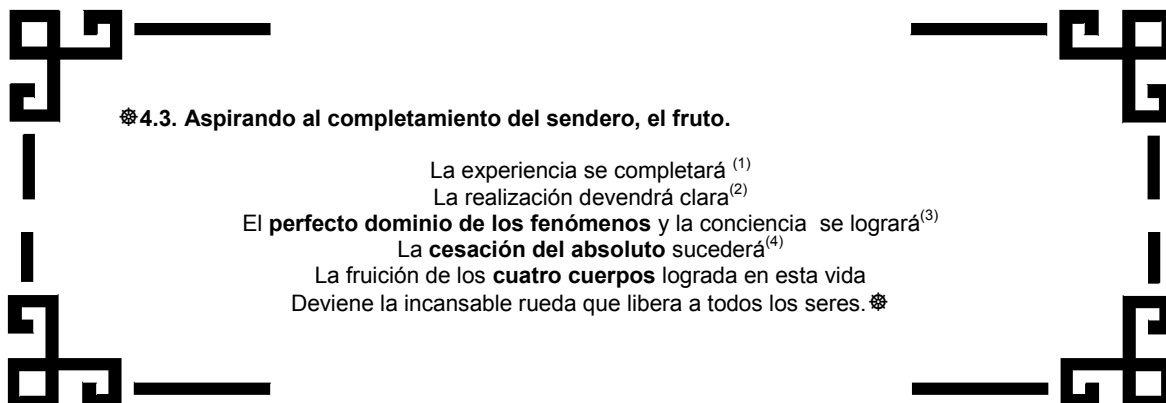 ☸4.3. Aspirando al completamiento del sendero, el fruto.
La experiencia se completará (1)
La realización devendrá clara(2)
El perfecto dominio de los fenómenos y la conciencia se logrará(3)
La cesación del absoluto sucederá(4)
La fruición de los cuatro cuerpos lograda en esta vida
Deviene la incansable rueda que libera a todos los seres.☸